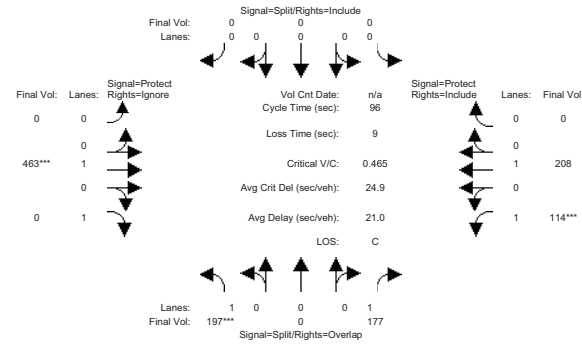 Signal=Split/Rights=Include
Final Vol: 0 0 0
Lanes: 0 0 0 0 0
Signal=Protect
Final Vol: Lanes: Rights=Ignore
Vol Cnt Date: n/a
Signal=Protect
Rights=Include Lanes: Final Vol
Cycle Time (sec): 96
0 0
0 0
Loss Time (sec): 9
0
0
463*** 1
Critical V/C: 0.465
1 208
0
Avg Crit Del (sec/veh): 24.9
0
0 1
Avg Delay (sec/veh): 21.0
1 114***
LOS: C
Lanes: 1 0 0 0 1
Final Vol: 197*** 0 177
Signal=Split/Rights=Overlap